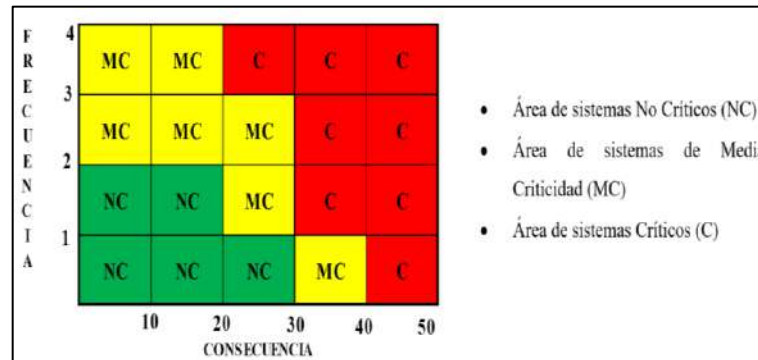 F
R
E
C
U
E
N
C
I
A
4
MC MC C C C
3
MC MC MC C C
2
NC NC MC C C
1
NC NC NC MC C
10 20 30 40 50
CONSECUENCIA
• Área de sistemas No Críticos (NC)
• Área de sistemas de Medi
Criticidad (MC)
• Área de sistemas Críticos (C)